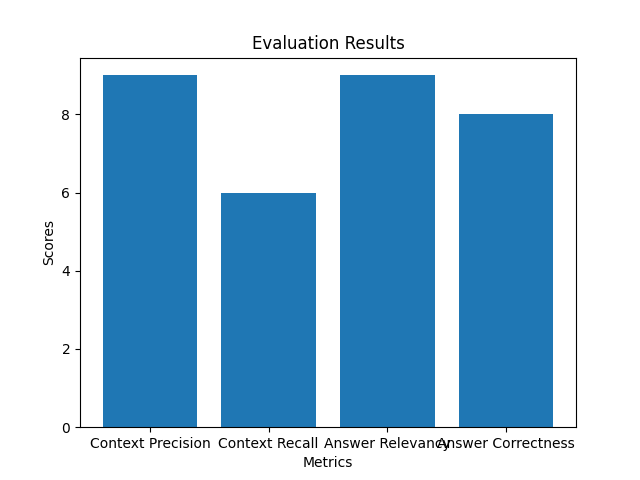 Evaluation Results
Scores
8
6
4
2
0
Context Precision Context Recall Answer Relevancy Answer Correctness
Metrics